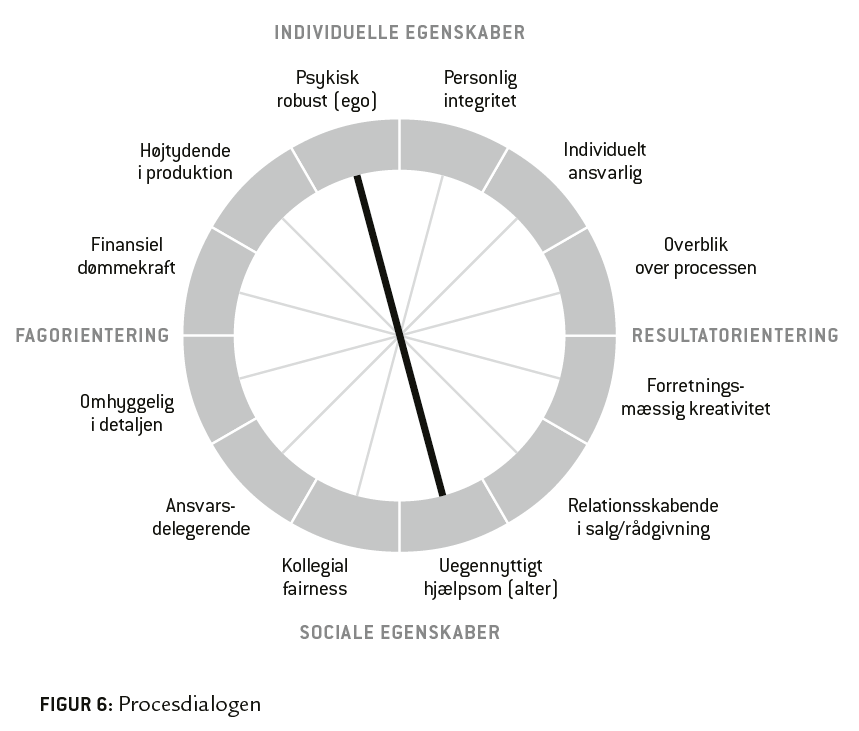 INDIVIDUELLE EGENSKABER
Psykisk
robust (ego)
Personlig
integritet
Højtydende
i produktion
Individuelt
ansvarlig
Finansiel
dømmekraft
Overblik
over processen
FAGORIENTERING
RESULTATORIENTERING
Omhyggelig
i detaljen
Forretnings-
mæssig kreativitet
Ansvars-
delegerende
Relationsskabende
i salg/rådgivning
Kollegial
fairness
Uegennyttigt
hjælpsom (alter)
SOCIALE EGENSKABER
FIGUR 6: Procesdialogen